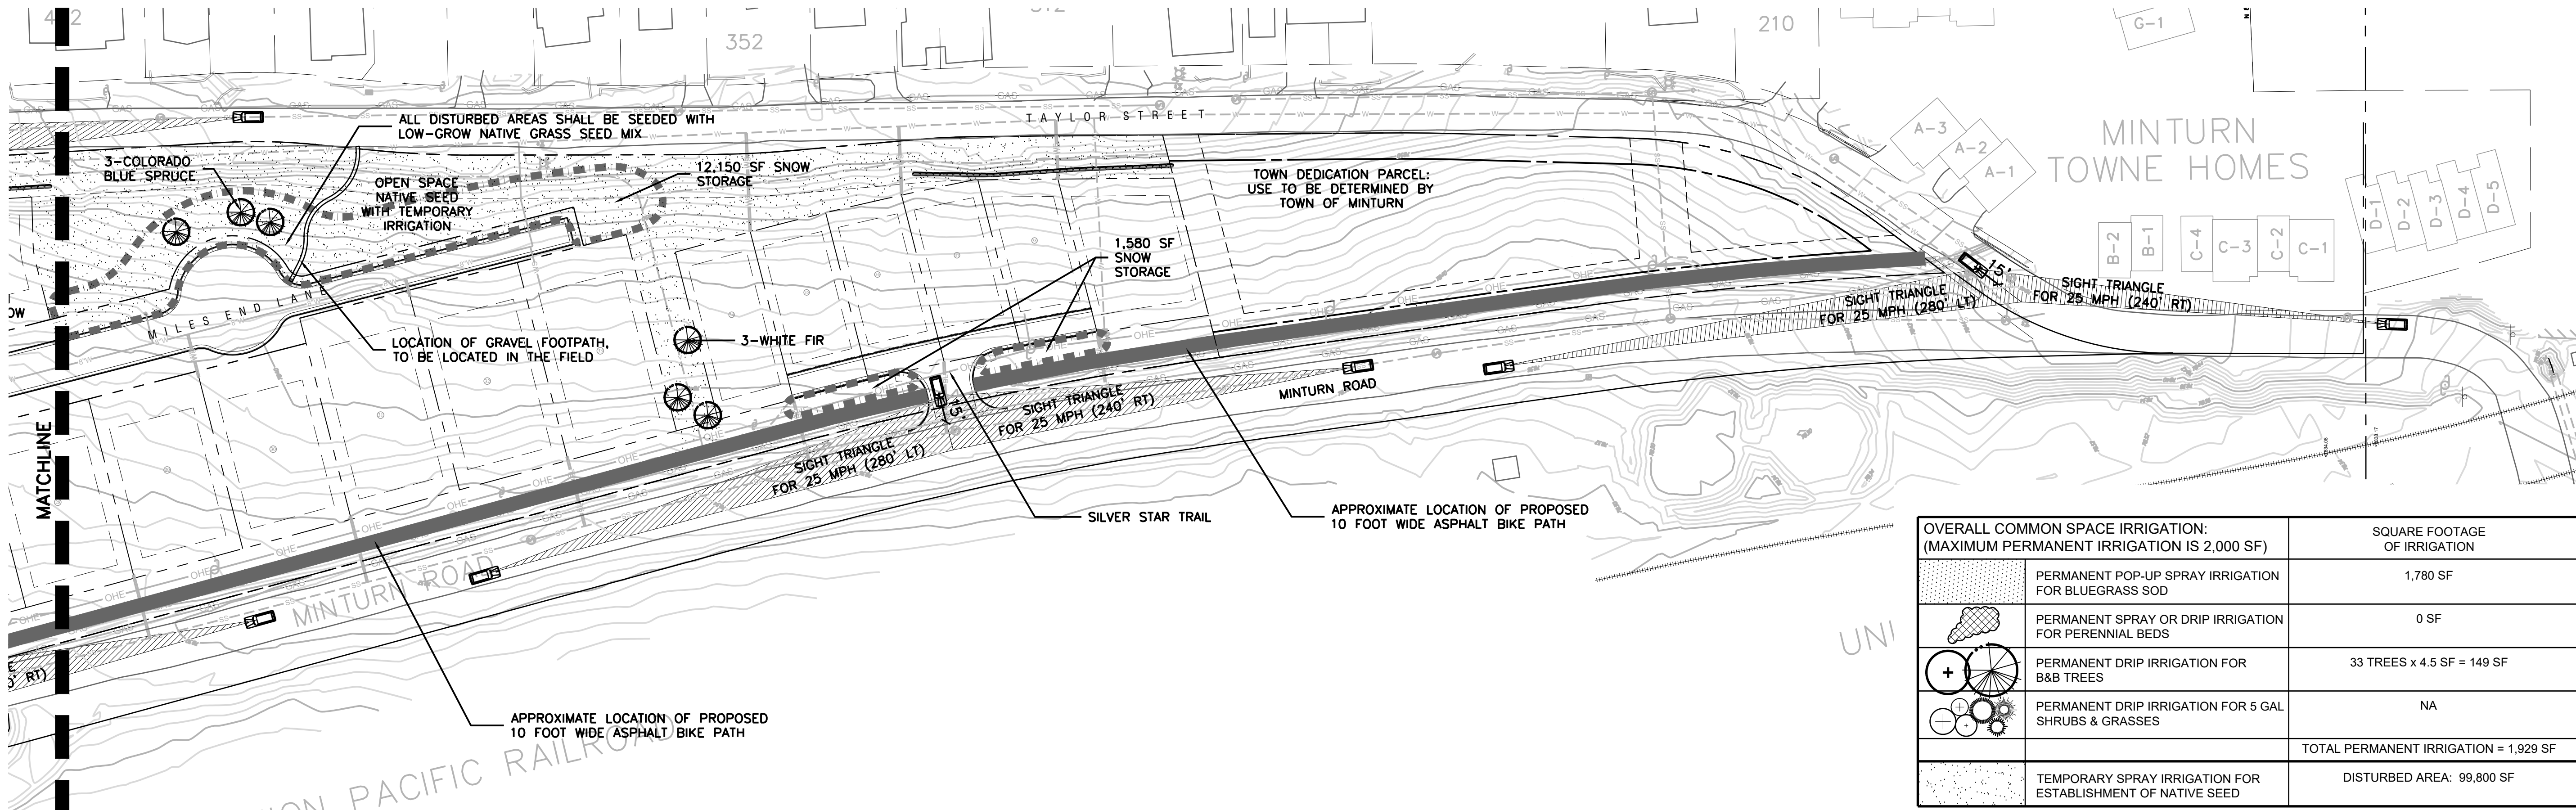 352
210
G-1
TAYLOR STREET
ALL DISTURBED AREAS SHALL BE SEEDED WITH
LOW-GROW NATIVE GRASS SEED MIX
3-COLORADO
BLUE SPRUCE
OPEN SPACE
NATIVE SEED
WITH TEMPORARY
IRRIGATION
12,150 SF SNOW
STORAGE
TOWN DEDICATION PARCEL:
USE TO BE DETERMINED BY
TOWN OF MINTURN
A-3
A-2
A-1
MINTURN
TOWNE HOMES
D-1
D-2
D-3
D-4
D-5
B-2
B-1
C-4
C-3
C-2
C-1
1,580 SF
SNOW
STORAGE
15'
SIGHT TRIANGLE
FOR 25 MPH (240' RT)
SIGHT TRIANGLE
FOR 25 MPH (280' LT)
MILES END LANE
LOCATION OF GRAVEL FOOTPATH,
TO BE LOCATED IN THE FIELD
3-WHITE FIR
MINTURN ROAD
15'
SIGHT TRIANGLE
FOR 25 MPH (240' RT)
SIGHT TRIANGLE
FOR 25 MPH (280' LT)
MATCHLINE
SILVER STAR TRAIL
APPROXIMATE LOCATION OF PROPOSED
10 FOOT WIDE ASPHALT BIKE PATH
MINTURN ROAD
APPROXIMATE LOCATION OF PROPOSED
10 FOOT WIDE ASPHALT BIKE PATH
ON PACIFIC RAILROAD
UNI
OVERALL COMMON SPACE IRRIGATION:
(MAXIMUM PERMANENT IRRIGATION IS 2,000 SF)
SQUARE FOOTAGE
OF IRRIGATION
PERMANENT POP-UP SPRAY IRRIGATION
FOR BLUEGRASS SOD
1,780 SF
PERMANENT SPRAY OR DRIP IRRIGATION
FOR PERENNIAL BEDS
0 SF
PERMANENT DRIP IRRIGATION FOR
B&B TREES
33 TREES x 4.5 SF = 149 SF
PERMANENT DRIP IRRIGATION FOR 5 GAL
SHRUBS & GRASSES
NA
TOTAL PERMANENT IRRIGATION = 1,929 SF
TEMPORARY SPRAY IRRIGATION FOR
ESTABLISHMENT OF NATIVE SEED
DISTURBED AREA: 99,800 SF